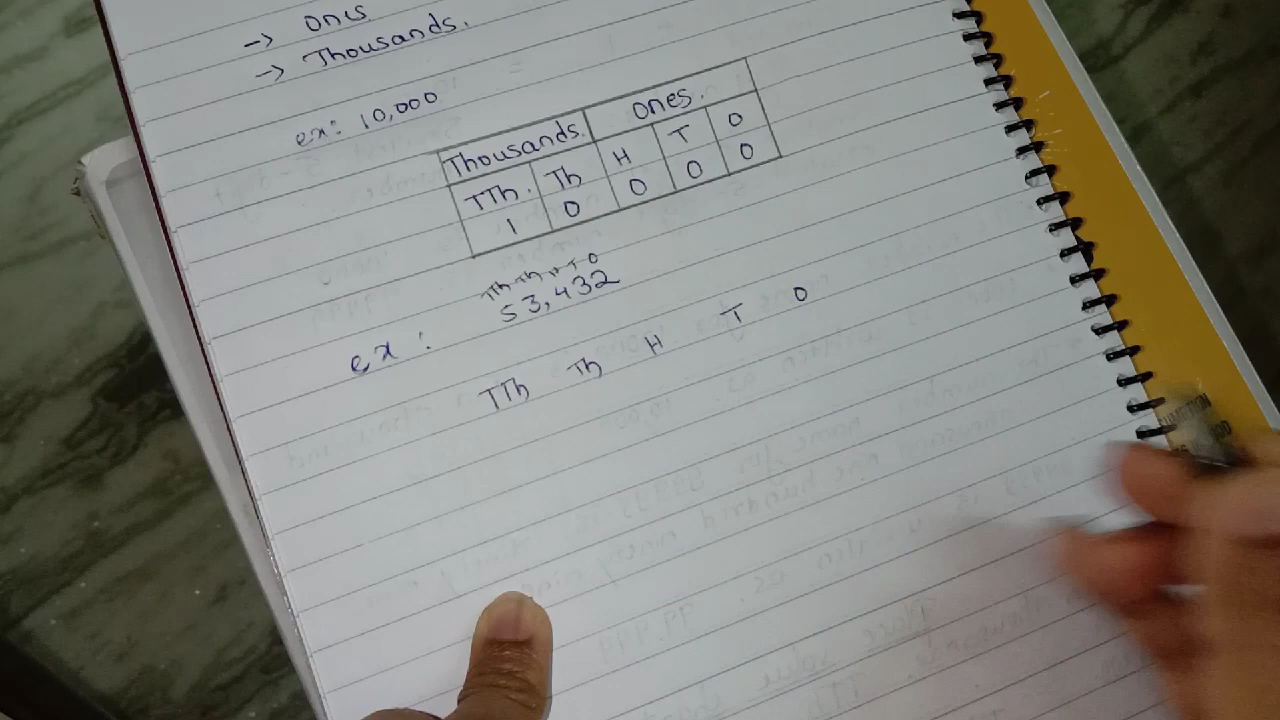 → ones
→ Thousands.
ex: 10,000
Thousands. ones.
TTh. Th H T O
1 0 0 0 0
TTh Th H T O
ex: 53,432
TTh Th H T O